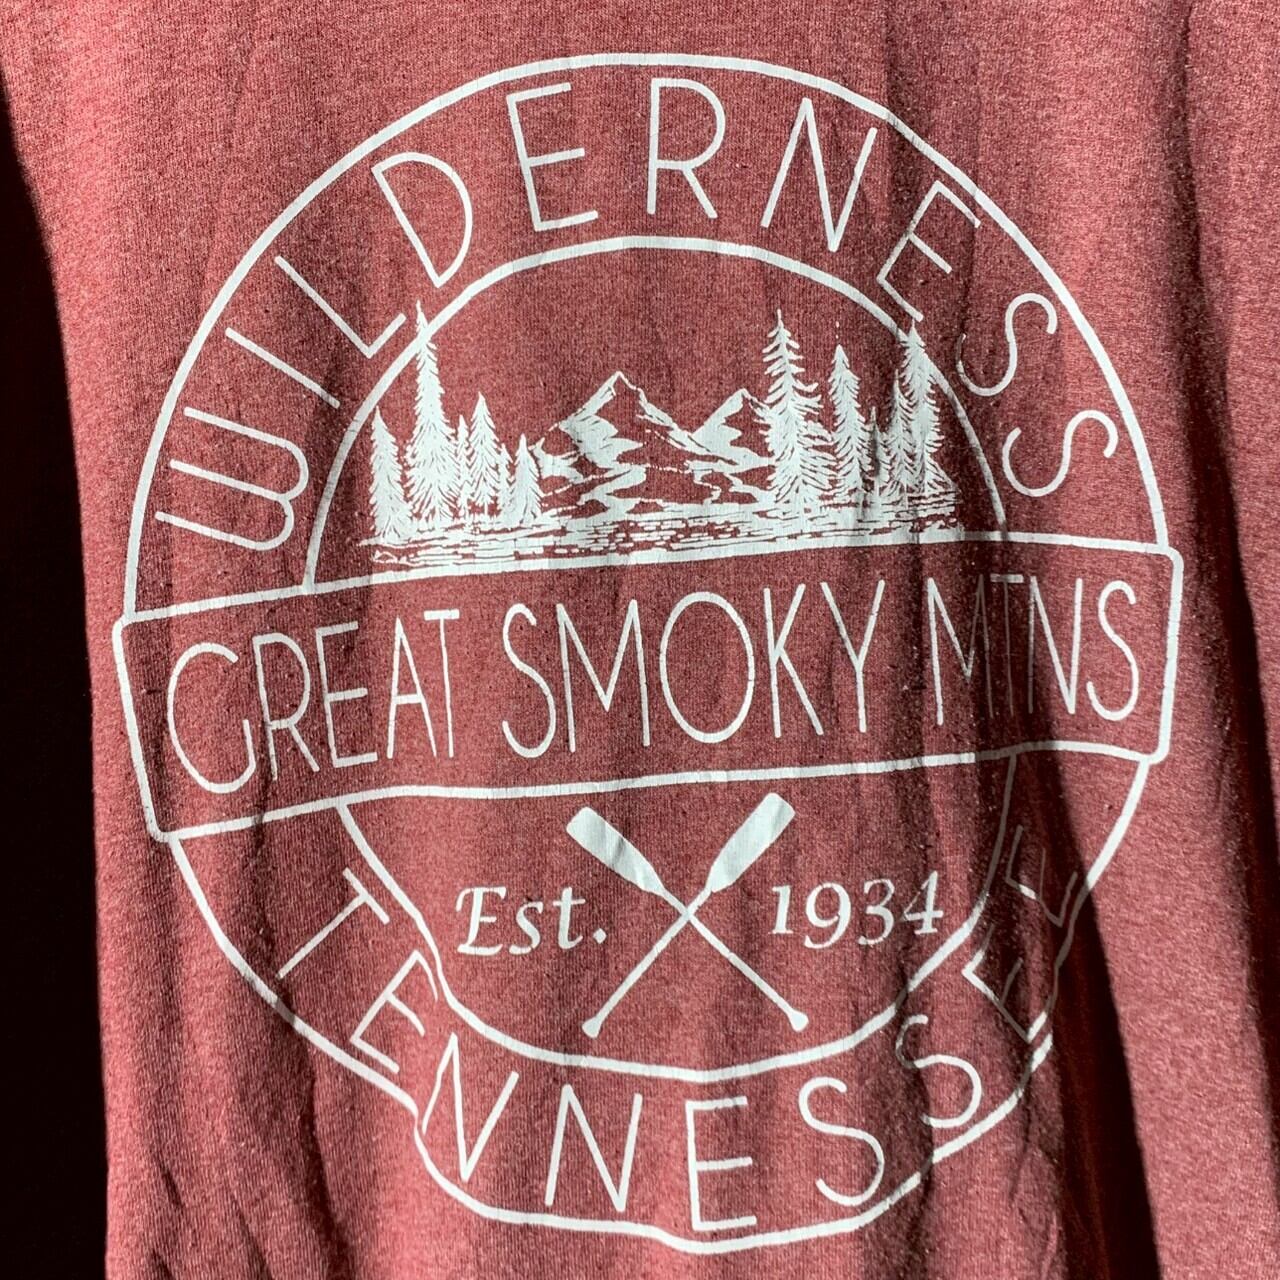 WILDERNESS
GREAT SMOKY MTNS
Est. 1934
TENNESSEE